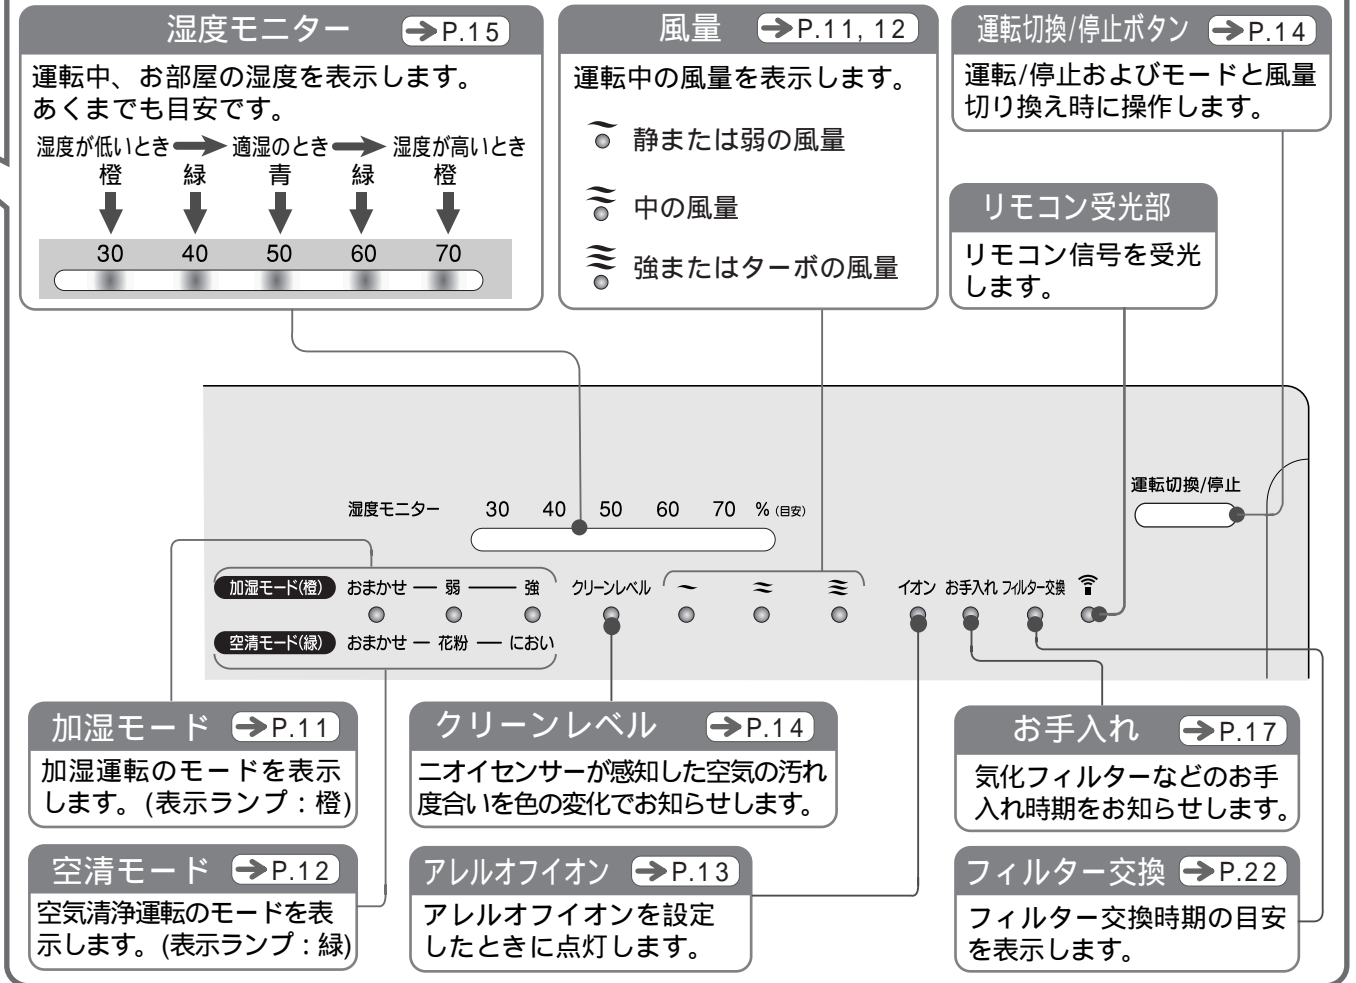 湿度モニター
→P.15
運転中、お部屋の湿度を表示します。
あくまでも目安です。
湿度が低いとき→適湿のとき→湿度が高いとき
橙 緑 青 緑 橙
30 40 50 60 70
風量
→P.11, 12
運転中の風量を表示します。
静または弱の風量
中の風量
強またはターボの風量
運転切換/停止ボタン
→P.14
運転/停止およびモードと風量
切り換え時に操作します。
リモコン受光部
リモコン信号を受光
します。
運転切換/停止
湿度モニター 30 40 50 60 70 %(目安)
加湿モード(橙) おまかせ ― 弱 ― 強 クリーンレベル イオン お手入れ フィルター交換
空清モード(緑) おまかせ ― 花粉 ― におい
加湿モード
→P.11
加湿運転のモードを表示
します。(表示ランプ:橙)
クリーンレベル
→P.14
ニオイセンサーが感知した空気の汚れ
度合いを色の変化でお知らせします。
お手入れ
→P.17
気化フィルターなどのお手
入れ時期をお知らせします。
空清モード
→P.12
空気清浄運転のモードを表
示します。(表示ランプ:緑)
アレルオフイオン
→P.13
アレルオフイオンを設定
したときに点灯します。
フィルター交換
→P.22
フィルター交換時期の目安
を表示します。